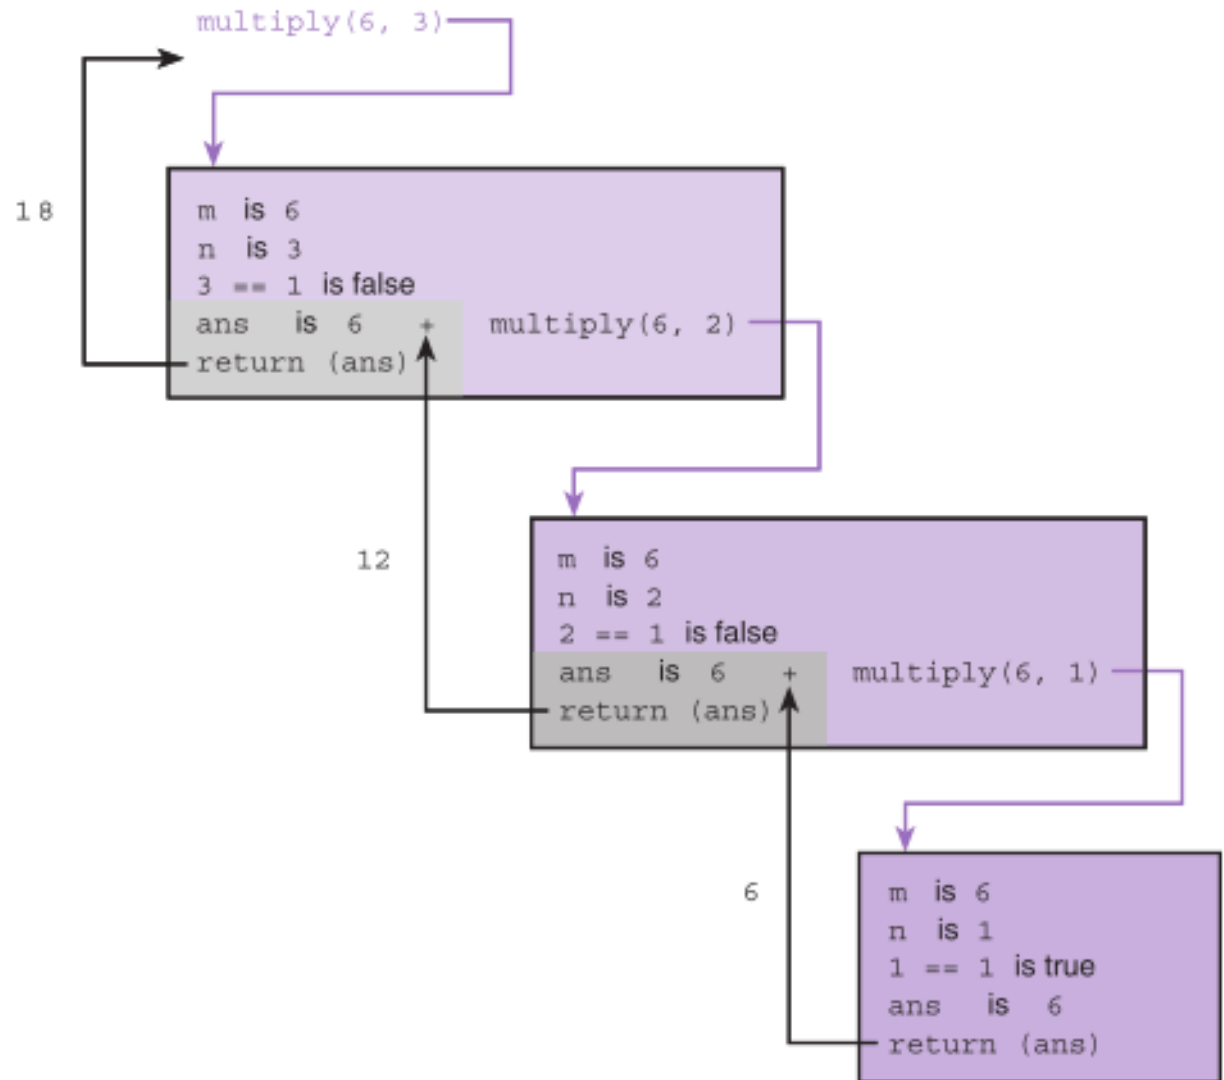 multiply(6, 3)
18
m is 6
n is 3
3 == 1 is false
ans is 6 + multiply(6, 2)
return (ans)
12
m is 6
n is 2
2 == 1 is false
ans is 6 + multiply(6, 1)
return (ans)
6
m is 6
n is 1
1 == 1 is true
ans is 6
return (ans)